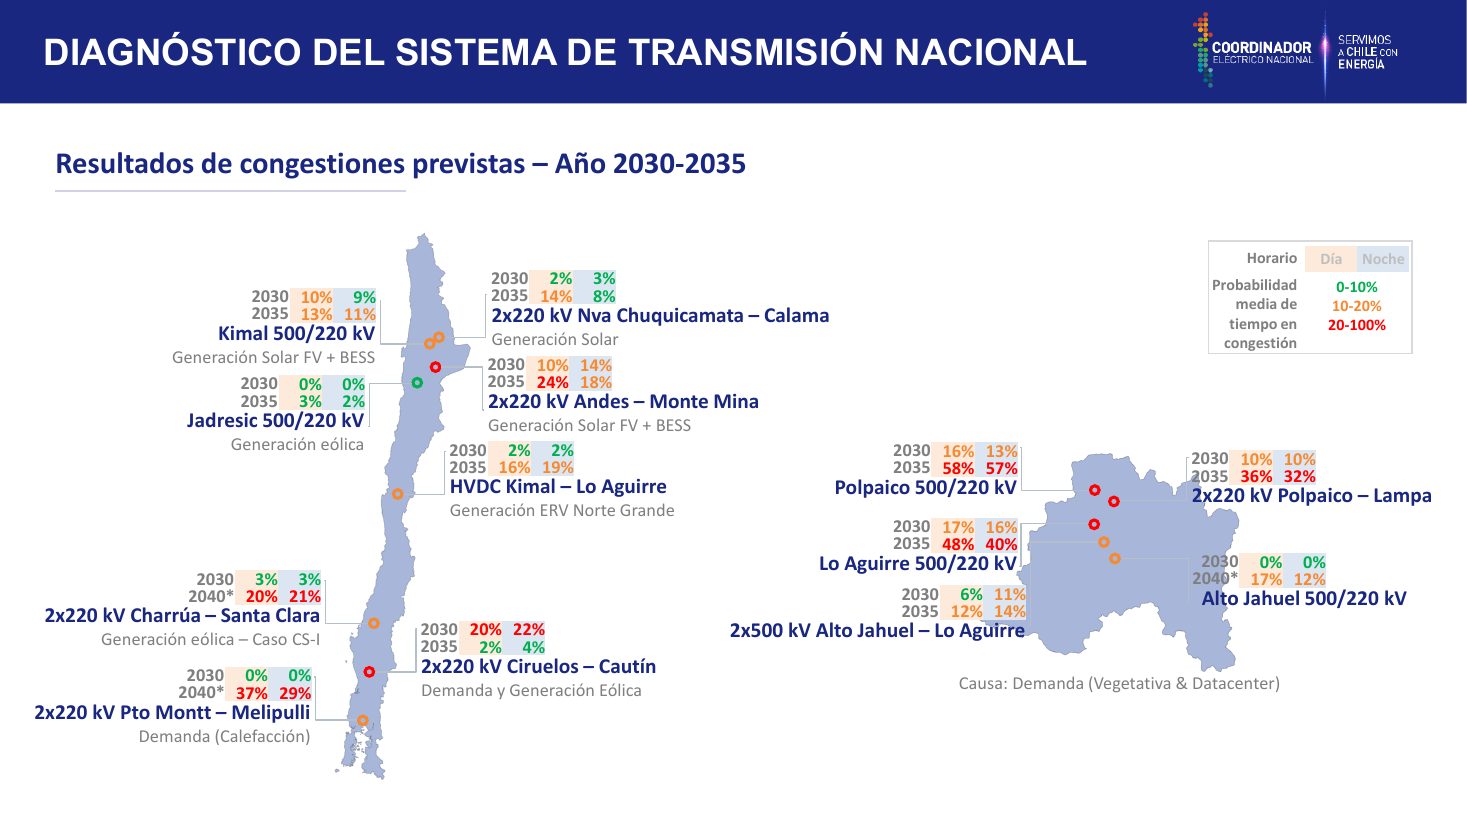 DIAGNÓSTICO DEL SISTEMA DE TRANSMISIÓN NACIONAL
COORDINADOR
ELÉCTRICO NACIONAL
SERVIMOS
A CHILE CON
ENERGÍA
Resultados de congestiones previstas – Año 2030-2035
Horario Día Noche
Probabilidad
media de
tiempo en
congestión
0-10%
10-20%
20-100%
2030 10% 9%
2035 13% 11%
Kimal 500/220 kV
Generación Solar FV + BESS
2030 2% 3%
2035 14% 8%
2x220 kV Nva Chuquicamata – Calama
Generación Solar
2030 0% 0%
2035 3% 2%
Jadresic 500/220 kV
Generación eólica
2030 10% 14%
2035 24% 18%
2x220 kV Andes – Monte Mina
Generación Solar FV + BESS
2030 2% 2%
2035 16% 19%
HVDC Kimal – Lo Aguirre
Generación ERV Norte Grande
2030 3% 3%
2040* 20% 21%
2x220 kV Charrúa – Santa Clara
Generación eólica – Caso CS-I
2030 20% 22%
2035 2% 4%
2x220 kV Ciruelos – Cautín
Demanda y Generación Eólica
2030 0% 0%
2040* 37% 29%
2x220 kV Pto Montt – Melipulli
Demanda (Calefacción)
2030 16% 13%
2035 58% 57%
Polpaico 500/220 kV
2030 10% 10%
2035 36% 32%
2x220 kV Polpaico – Lampa
2030 17% 16%
2035 48% 40%
Lo Aguirre 500/220 kV
2030 0% 0%
2040* 17% 12%
Alto Jahuel 500/220 kV
2030 6% 11%
2035 12% 14%
2x500 kV Alto Jahuel – Lo Aguirre
Causa: Demanda (Vegetativa & Datacenter)